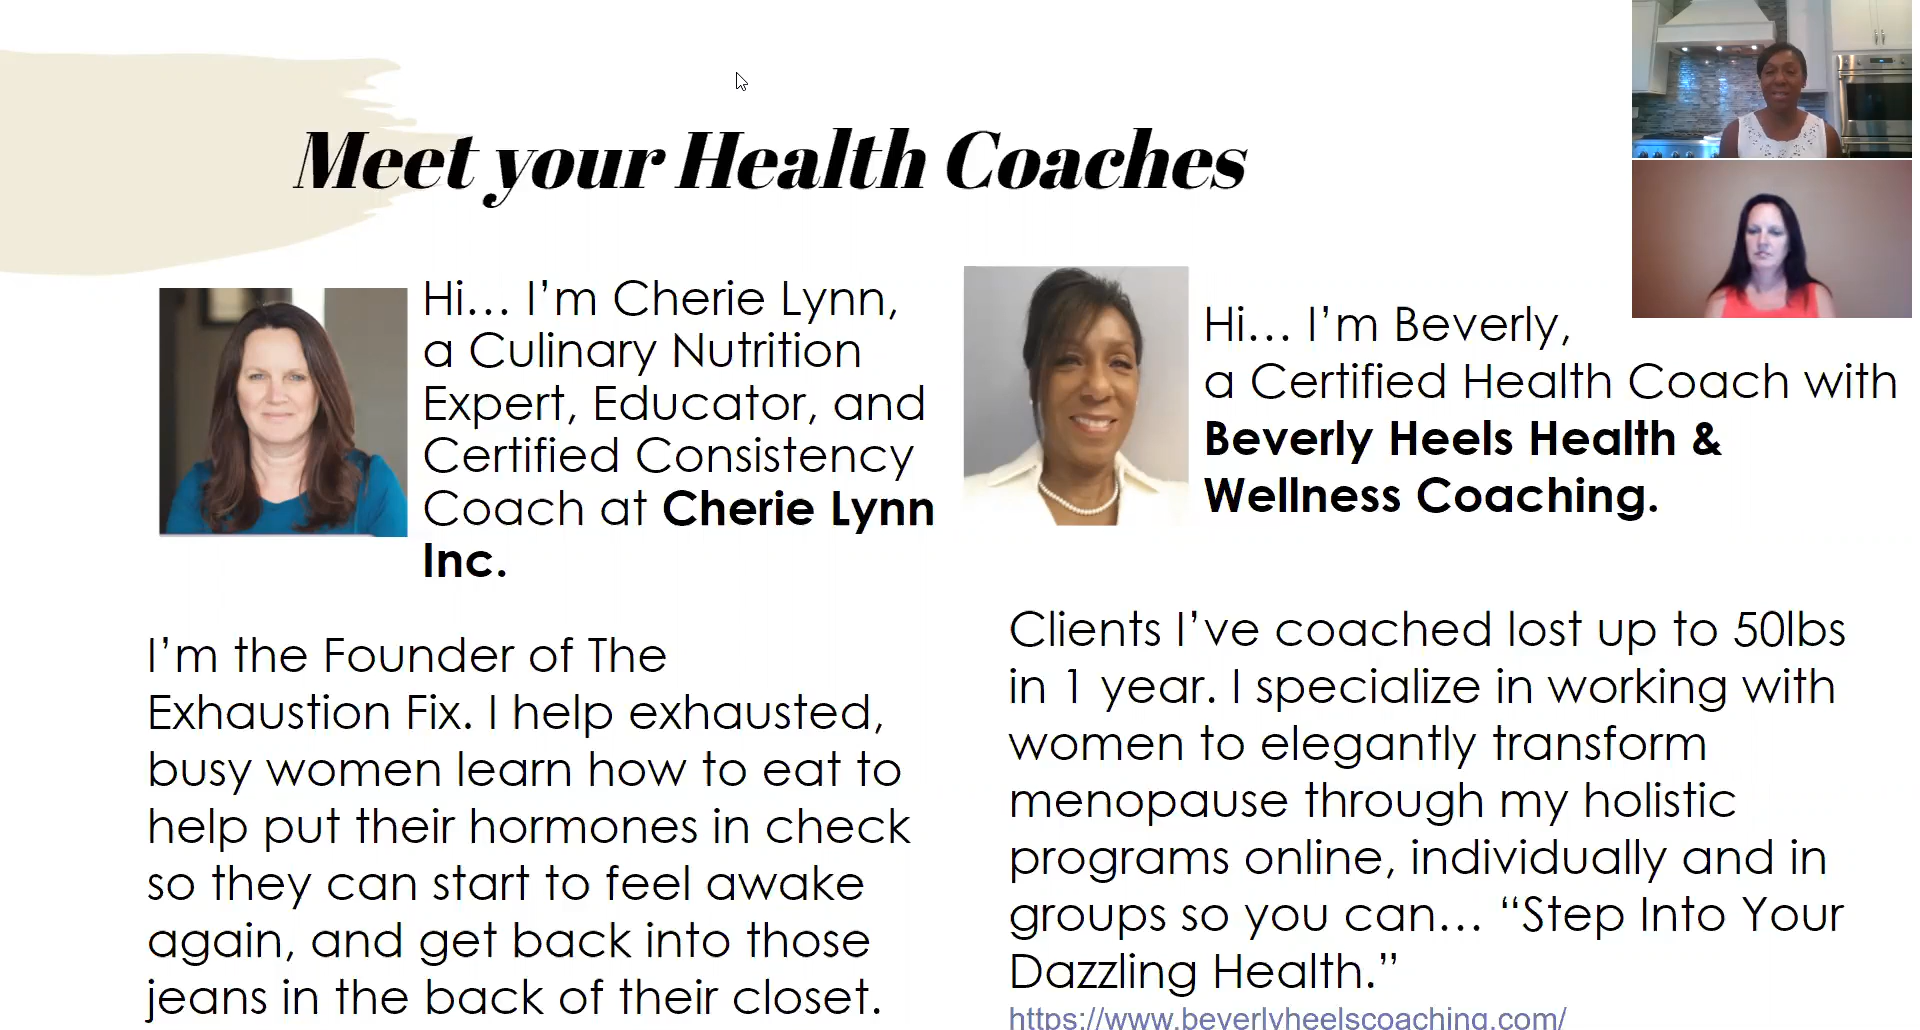 Meet your Health Coaches
Hi... I'm Cherie Lynn,
a Culinary Nutrition
Expert, Educator, and
Certified Consistency
Coach at Cherie Lynn
Inc.
I'm the Founder of The
Exhaustion Fix. I help exhausted,
busy women learn how to eat to
help put their hormones in check
so they can start to feel awake
again, and get back into those
jeans in the back of their closet.
Hi... I'm Beverly,
a Certified Health Coach with
Beverly Heels Health &
Wellness Coaching.
Clients I've coached lost up to 50lbs
in 1 year. I specialize in working with
women to elegantly transform
menopause through my holistic
programs online, individually and in
groups so you can... “Step Into Your
Dazzling Health.”
https://www.beverlyheelscoaching.com/